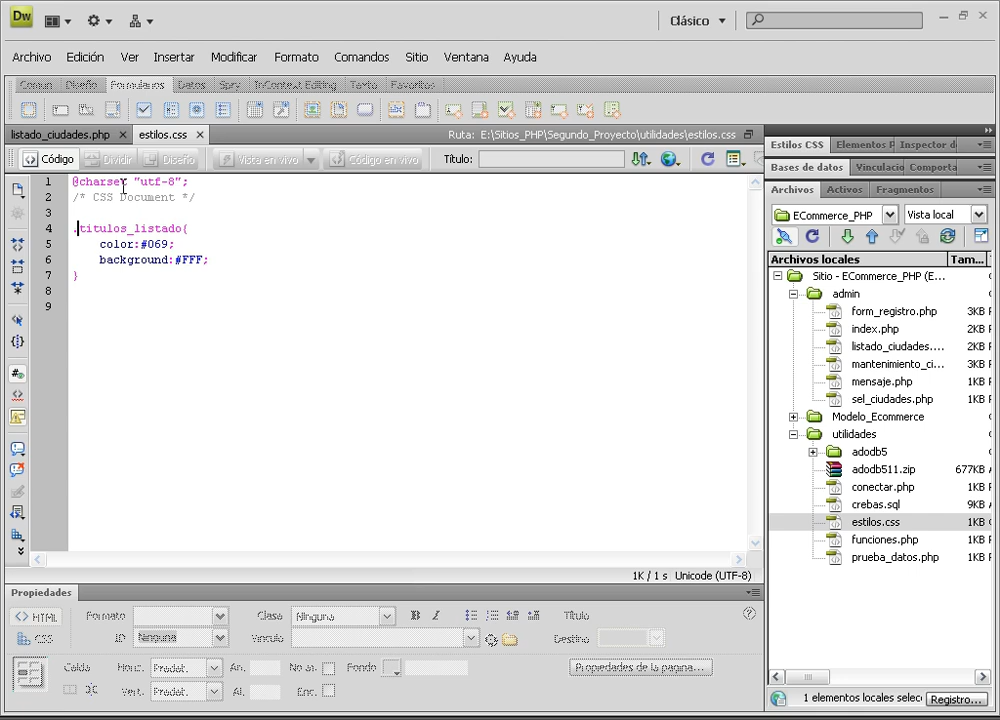 Dw
Clásico
Archivo Edición Ver Insertar Modificar Formato Comandos Sitio Ventana Ayuda
Común Diseño Formularios Datos Spry InContext Editing Texto Favoritos
listado_ciudades.php estilos.css Ruta: E:\Sitios_PHP\Segundo_Proyecto\utilidades\estilos.css
Código Dividir Diseño Vista en vivo Código en vivo Título:
1 @charset "utf-8";
2 /* CSS Document */
3
4 .titulos_listado{
5 color:#069;
6 background:#FFF;
7 }
8
9
1K / 1 s Unicode (UTF-8)
Propiedades
HTML Formato Clase Ninguna B I Título
CSS ID Ninguna Vínculo Destino
Celda Horiz. Predet. An. No aj. Fondo Propiedades de la página...
Vert. Predet. Al. Enc.
Estilos CSS Elementos P Inspector d
Bases de datos Vinculacio Comporta
Archivos Activos Fragmentos
ECommerce_PHP Vista local
Archivos locales Tam...
Sitio - ECommerce_PHP (E...
admin
form_registro.php 3KB
index.php 2KB
listado_ciudades.... 2KB
mantenimiento_ci... 3KB
mensaje.php 1KB
sel_ciudades.php 1KB
Modelo_Ecommerce
utilidades
adodb5
adodb511.zip 677KB
conectar.php 1KB
crebas.sql 9KB
estilos.css 1KB
funciones.php 1KB
prueba_datos.php 1KB
1 elementos locales selec Registro...